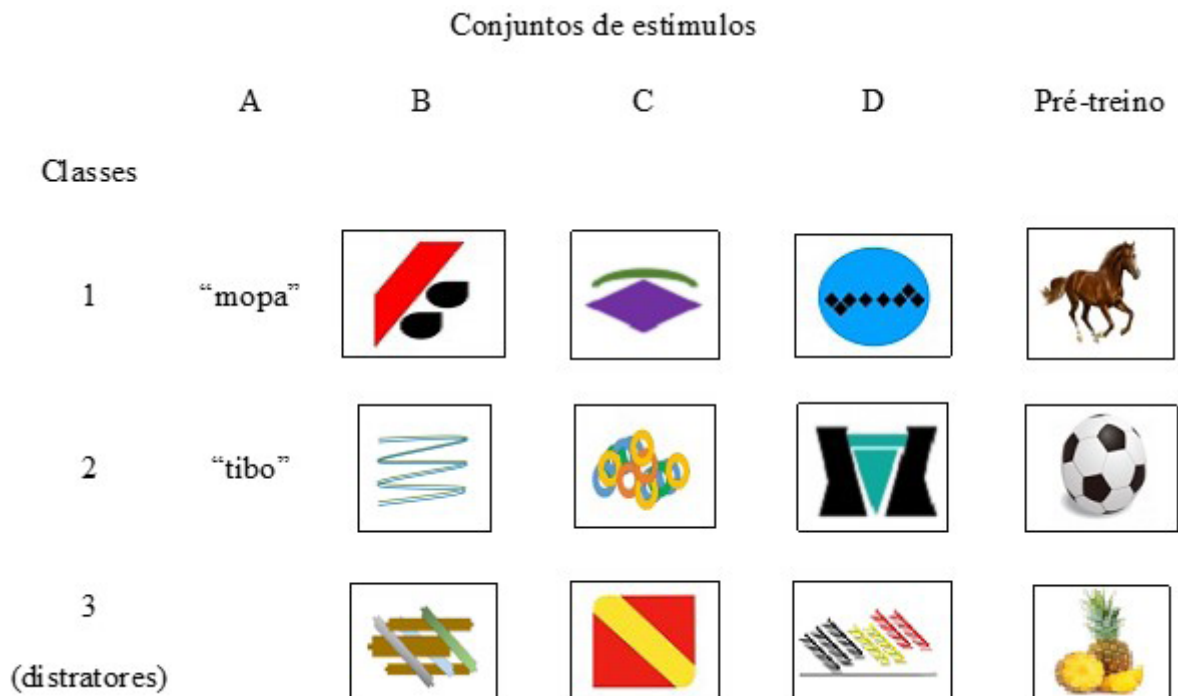 Conjuntos de estímulos
A B C D Pré-treino
Classes
1 “mopa”
2 “tibo”
3
(distratores)